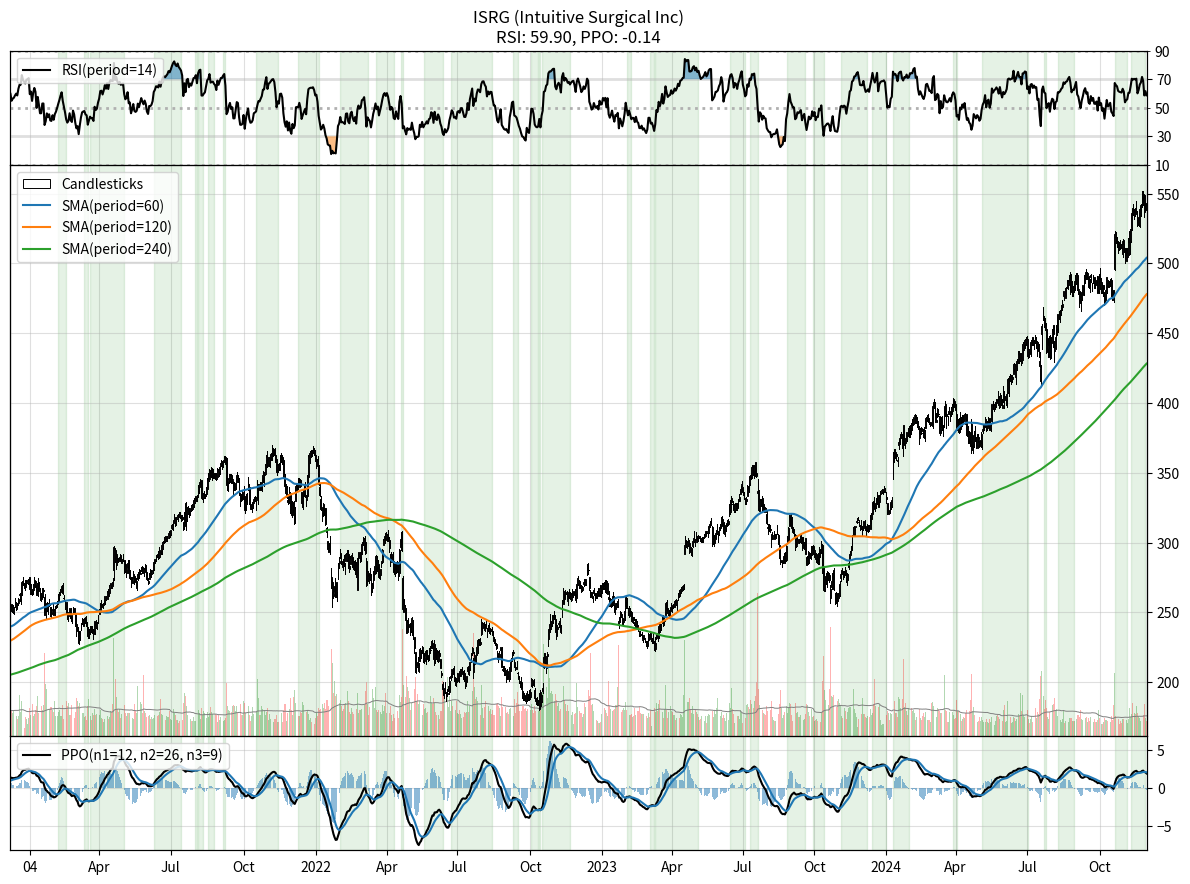 ISRG (Intuitive Surgical Inc)
RSI: 59.90, PPO: -0.14
RSI(period=14)
90
70
50
30
10
Candlesticks
SMA(period=60)
SMA(period=120)
SMA(period=240)
550
500
450
400
350
300
250
200
PPO(n1=12, n2=26, n3=9)
5
0
−5
04 Apr Jul Oct 2022 Apr Jul Oct 2023 Apr Jul Oct 2024 Apr Jul Oct